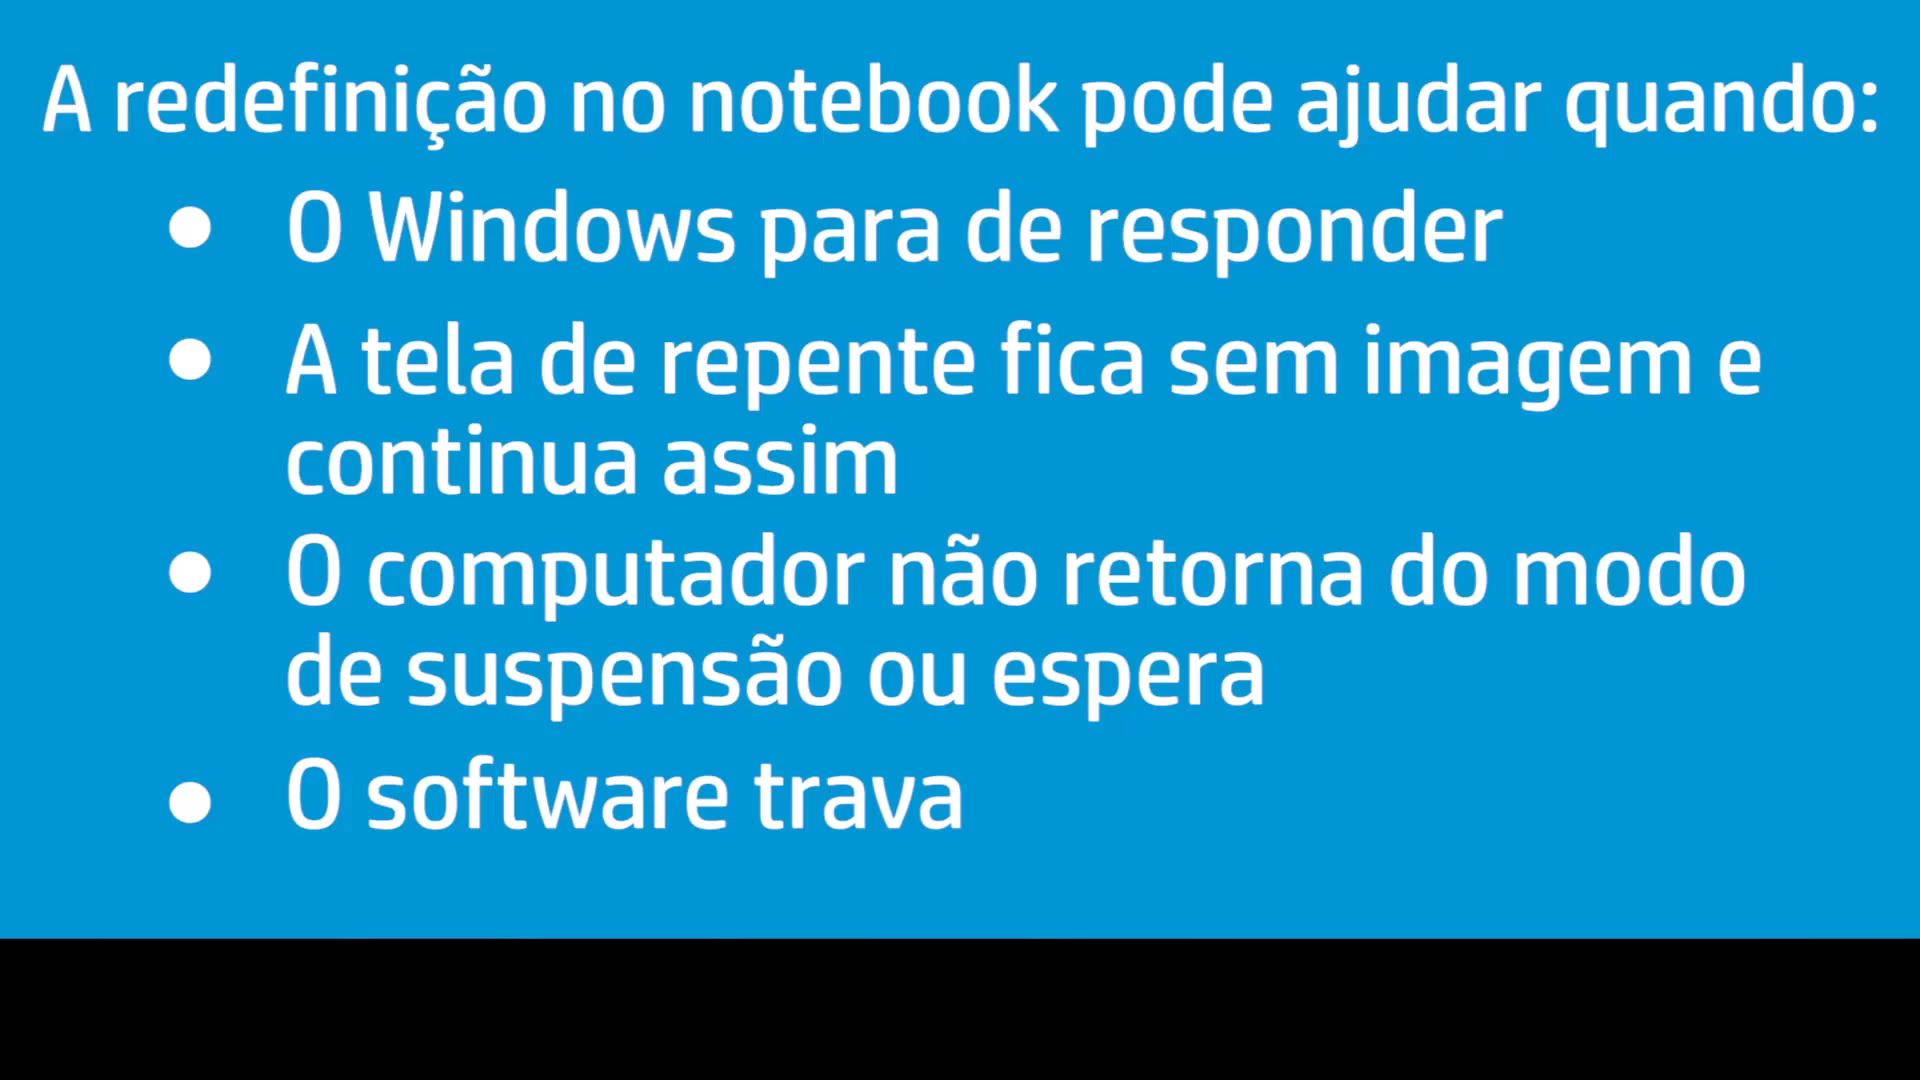 A redefinição no notebook pode ajudar quando:
● O Windows para de responder
● A tela de repente fica sem imagem e
continua assim
● O computador não retorna do modo
de suspensão ou espera
● O software trava